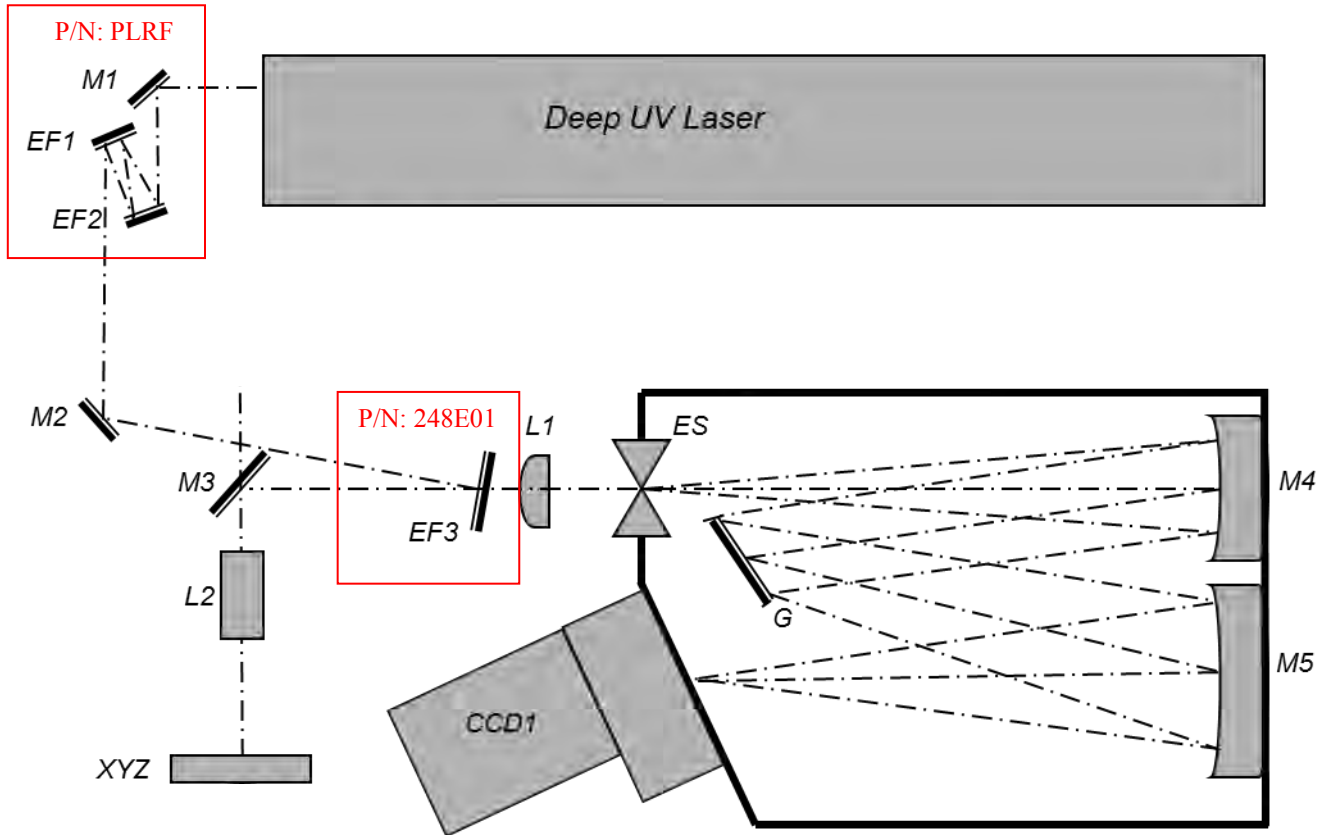 P/N: PLRF
M1
Deep UV Laser
EF1
EF2
M2
P/N: 248E01
L1
ES
M3
M4
EF3
L2
G
M5
CCD1
XYZ